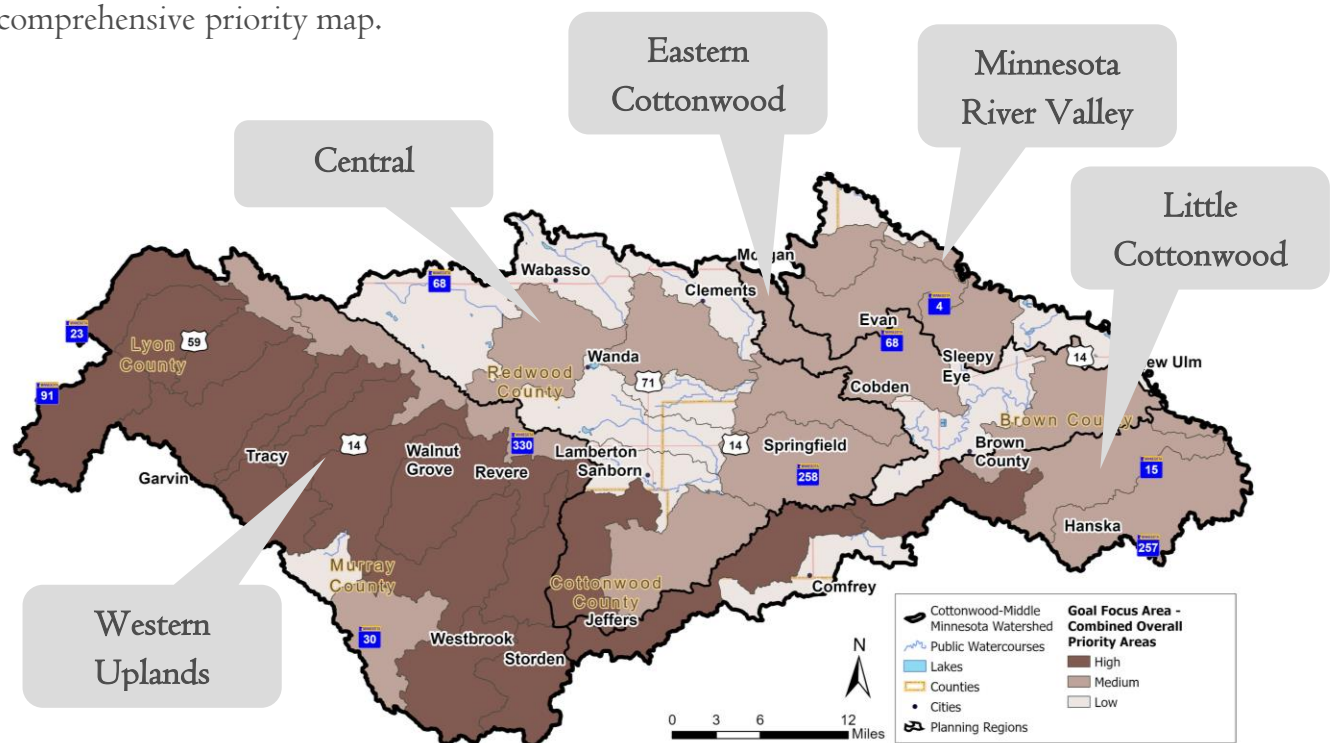 comprehensive priority map.
Eastern
Cottonwood
Minnesota
River Valley
Central
Little
Cottonwood
Morgan
Wabasso
68
Clements
4
Evan
23
59
Lyon
County
68
14
Wanda
Sleepy
Eye
ew Ulm
Redwood
County
71
91
Cobden
Brown County
14
Walnut
Grove
330
Lamberton
14
Springfield
Brown
County
Tracy
Revere
Sanborn
258
15
Garvin
Hanska
257
Murray
County
Cottonwood
County
Comfrey
Jeffers
30
Westbrook
Storden
Western
Uplands
N
0 3 6 12
Miles
Cottonwood-Middle
Minnesota Watershed
Public Watercourses
Lakes
Counties
Cities
Planning Regions
Goal Focus Area -
Combined Overall
Priority Areas
High
Medium
Low